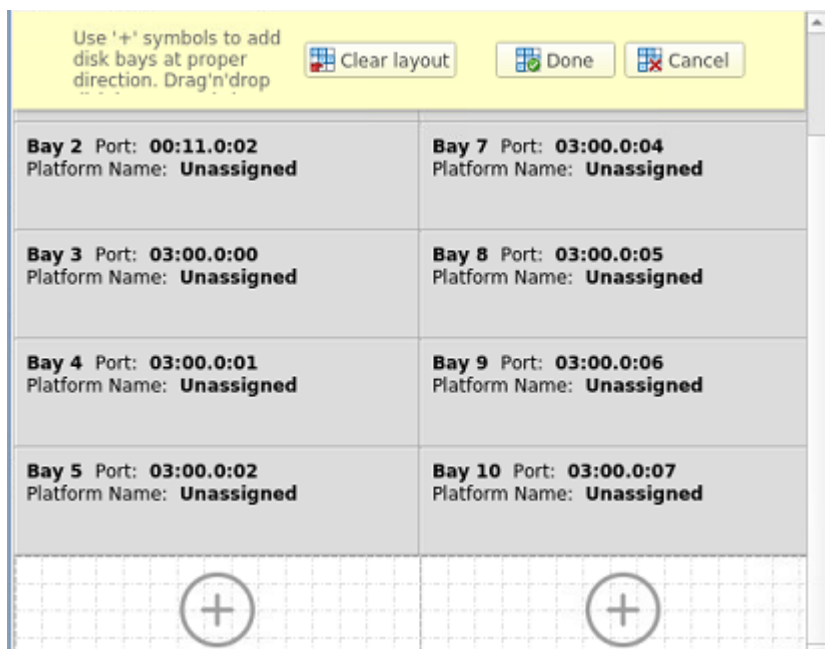 Use '+' symbols to add
disk bays at proper
direction. Drag'n'drop
Clear layout
Done
Cancel
Bay 2 Port: 00:11.0:02
Platform Name: Unassigned
Bay 7 Port: 03:00.0:04
Platform Name: Unassigned
Bay 3 Port: 03:00.0:00
Platform Name: Unassigned
Bay 8 Port: 03:00.0:05
Platform Name: Unassigned
Bay 4 Port: 03:00.0:01
Platform Name: Unassigned
Bay 9 Port: 03:00.0:06
Platform Name: Unassigned
Bay 5 Port: 03:00.0:02
Platform Name: Unassigned
Bay 10 Port: 03:00.0:07
Platform Name: Unassigned